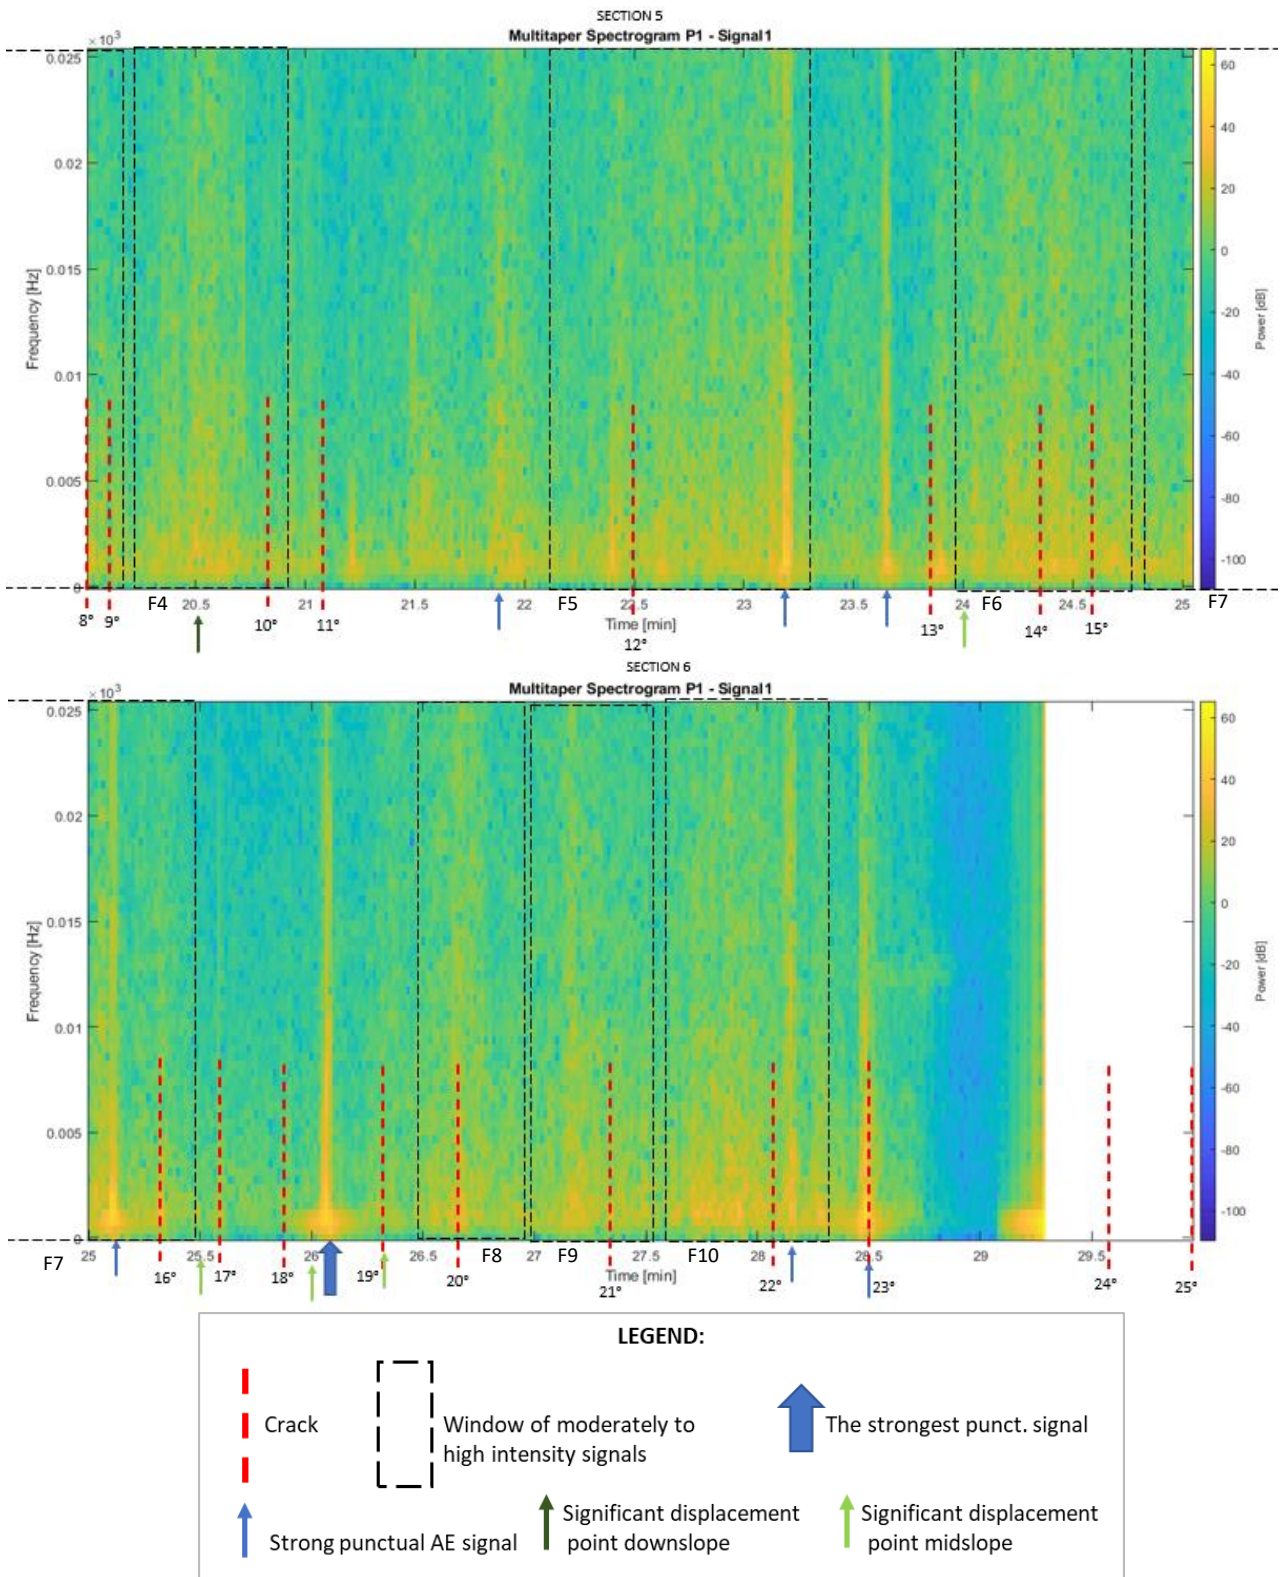 SECTION 5
Multitaper Spectrogram P1 - Signal1
×10³
0.025
0.02
0.015
0.01
0.005
0
Frequency [Hz]
60
40
20
0
-20
-40
-60
-80
-100
Power [dB]
F4 20.5 21 21.5 22 F5 22.5 23 23.5 24 F6 24.5 25 F7
8° 9° 10° 11° Time [min] 12° 13° 14° 15°
SECTION 6
Multitaper Spectrogram P1 - Signal1
×10³
0.025
0.02
0.015
0.01
0.005
0
Frequency [Hz]
60
40
20
0
-20
-40
-60
-80
-100
Power [dB]
F7 25 25.5 26 26.5 F8 27 F9 27.5 F10 28 28.5 29 29.5
16° 17° 18° 19° 20° 21° Time [min] 22° 23° 24° 25°
LEGEND:
Crack
Window of moderately to
high intensity signals
The strongest punct. signal
Strong punctual AE signal
Significant displacement
point downslope
Significant displacement
point midslope